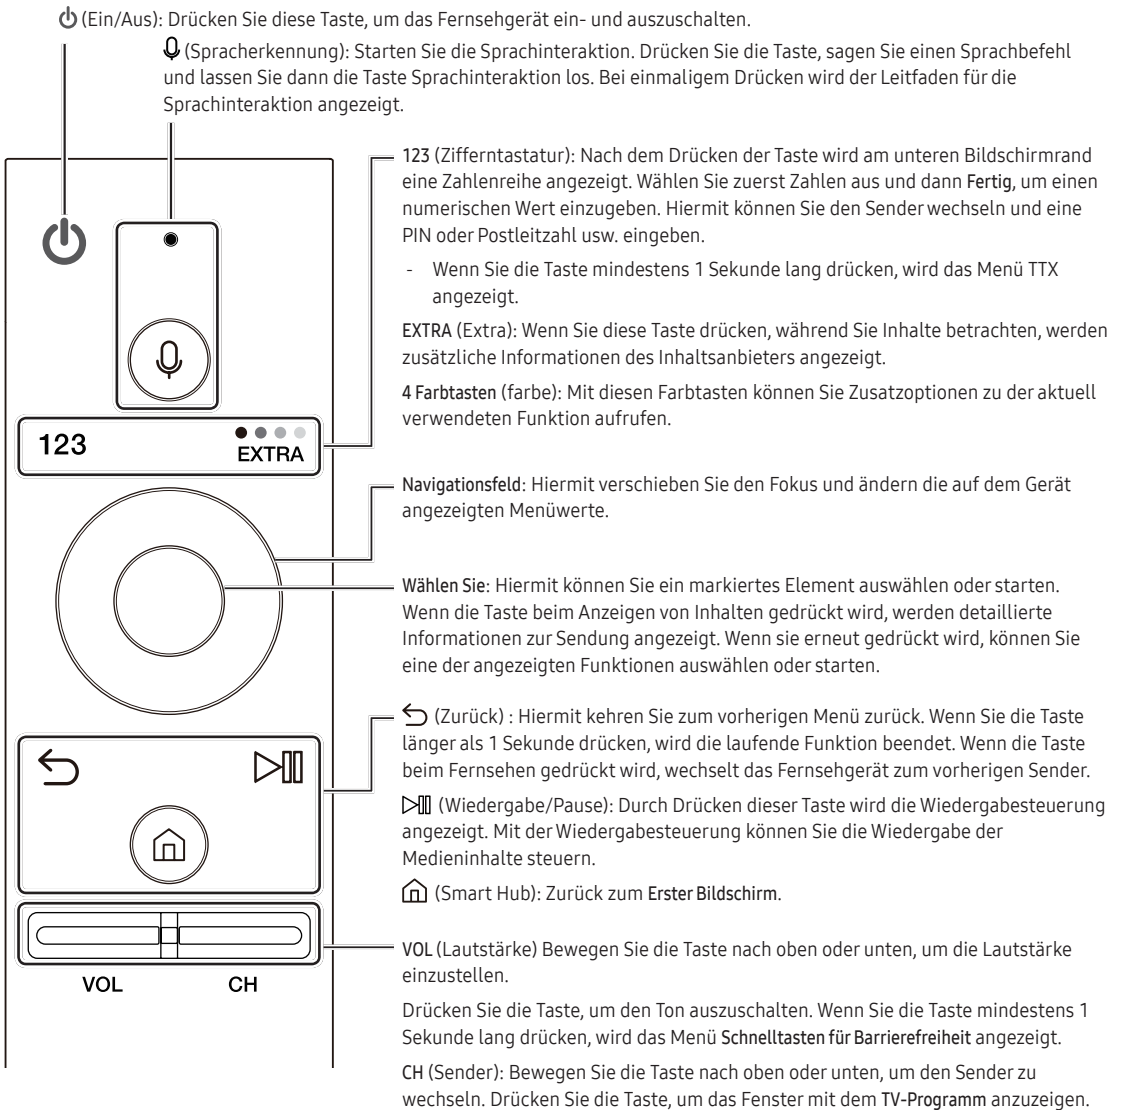 (Ein/Aus): Drücken Sie diese Taste, um das Fernsehgerät ein- und auszuschalten.
(Spracherkennung): Starten Sie die Sprachinteraktion. Drücken Sie die Taste, sagen Sie einen Sprachbefehl
und lassen Sie dann die Taste Sprachinteraktion los. Bei einmaligem Drücken wird der Leitfaden für die
Sprachinteraktion angezeigt.
123 (Zifferntastatur): Nach dem Drücken der Taste wird am unteren Bildschirmrand
eine Zahlenreihe angezeigt. Wählen Sie zuerst Zahlen aus und dann Fertig, um einen
numerischen Wert einzugeben. Hiermit können Sie den Sender wechseln und eine
PIN oder Postleitzahl usw. eingeben.
- Wenn Sie die Taste mindestens 1 Sekunde lang drücken, wird das Menü TTX
angezeigt.
EXTRA (Extra): Wenn Sie diese Taste drücken, während Sie Inhalte betrachten, werden
zusätzliche Informationen des Inhaltsanbieters angezeigt.
4 Farbtasten (farbe): Mit diesen Farbtasten können Sie Zusatzoptionen zu der aktuell
verwendeten Funktion aufrufen.
123
EXTRA
Navigationsfeld: Hiermit verschieben Sie den Fokus und ändern die auf dem Gerät
angezeigten Menüwerte.
Wählen Sie: Hiermit können Sie ein markiertes Element auswählen oder starten.
Wenn die Taste beim Anzeigen von Inhalten gedrückt wird, werden detaillierte
Informationen zur Sendung angezeigt. Wenn sie erneut gedrückt wird, können Sie
eine der angezeigten Funktionen auswählen oder starten.
(Zurück) : Hiermit kehren Sie zum vorherigen Menü zurück. Wenn Sie die Taste
länger als 1 Sekunde drücken, wird die laufende Funktion beendet. Wenn die Taste
beim Fernsehen gedrückt wird, wechselt das Fernsehgerät zum vorherigen Sender.
(Wiedergabe/Pause): Durch Drücken dieser Taste wird die Wiedergabesteuerung
angezeigt. Mit der Wiedergabesteuerung können Sie die Wiedergabe der
Medieninhalte steuern.
(Smart Hub): Zurück zum Erster Bildschirm.
VOL (Lautstärke) Bewegen Sie die Taste nach oben oder unten, um die Lautstärke
einzustellen.
VOL
CH
Drücken Sie die Taste, um den Ton auszuschalten. Wenn Sie die Taste mindestens 1
Sekunde lang drücken, wird das Menü Schnelltasten für Barrierefreiheit angezeigt.
CH (Sender): Bewegen Sie die Taste nach oben oder unten, um den Sender zu
wechseln. Drücken Sie die Taste, um das Fenster mit dem TV-Programm anzuzeigen.